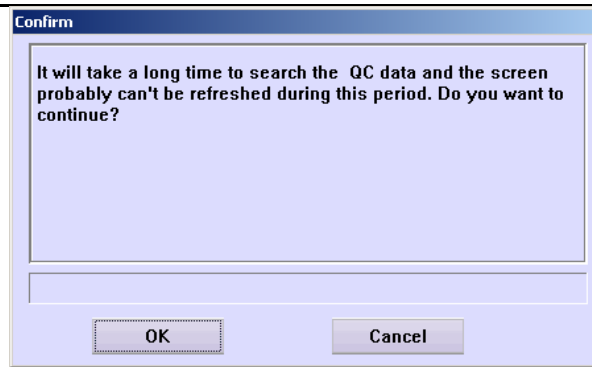 Confirm
It will take a long time to search the  QC data and the screen
probably can't be refreshed during this period. Do you want to
continue?
OK
Cancel